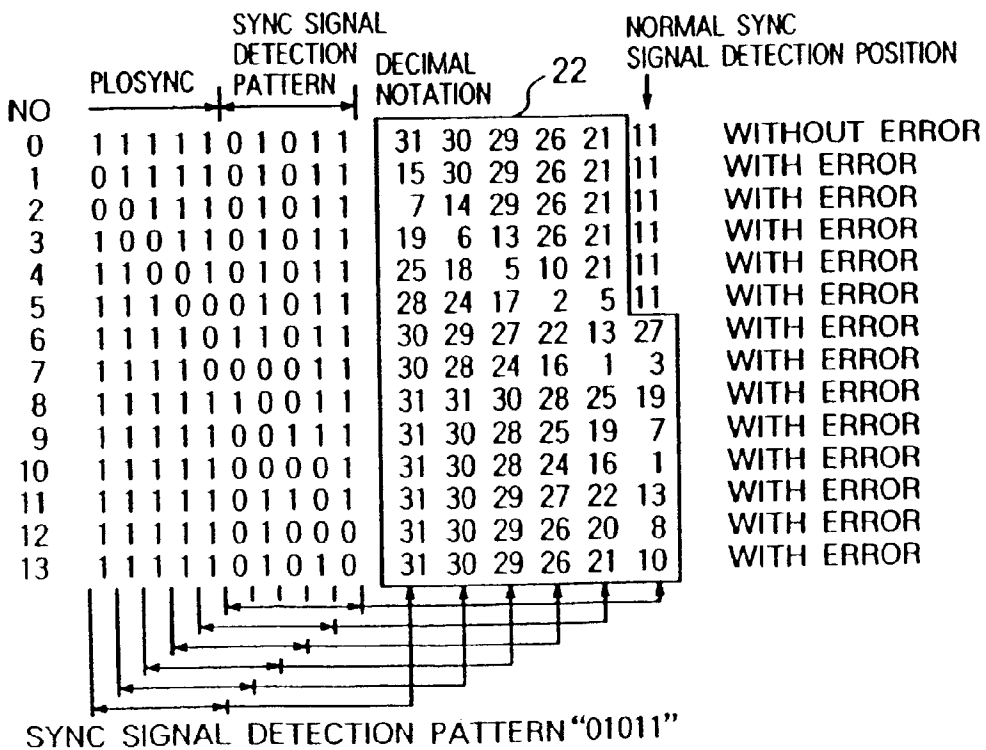 SYNC SIGNAL
DETECTION
PATTERN
PLOSYNC
NO
DECIMAL
NOTATION
22
NORMAL SYNC
SIGNAL DETECTION POSITION
0 1 1 1 1 1 0 1 0 1 1 31 30 29 26 21 11 WITHOUT ERROR
1 0 1 1 1 1 0 1 0 1 1 15 30 29 26 21 11 WITH ERROR
2 0 0 1 1 1 0 1 0 1 1 7 14 29 26 21 11 WITH ERROR
3 1 0 0 1 1 0 1 0 1 1 19 6 13 26 21 11 WITH ERROR
4 1 1 0 0 1 0 1 0 1 1 25 18 5 10 21 11 WITH ERROR
5 1 1 1 0 0 0 1 0 1 1 28 24 17 2 5 11 WITH ERROR
6 1 1 1 1 0 1 1 0 1 1 30 29 27 22 13 27 WITH ERROR
7 1 1 1 1 0 0 0 0 1 1 30 28 24 16 1 3 WITH ERROR
8 1 1 1 1 1 1 0 0 1 1 31 31 30 28 25 19 WITH ERROR
9 1 1 1 1 1 0 0 1 1 1 31 30 28 25 19 7 WITH ERROR
10 1 1 1 1 1 0 0 0 0 1 31 30 28 24 16 1 WITH ERROR
11 1 1 1 1 1 0 1 1 0 1 31 30 29 27 22 13 WITH ERROR
12 1 1 1 1 1 0 1 0 0 0 31 30 29 26 20 8 WITH ERROR
13 1 1 1 1 1 0 1 0 1 0 31 30 29 26 21 10 WITH ERROR
SYNC SIGNAL DETECTION PATTERN "01011"